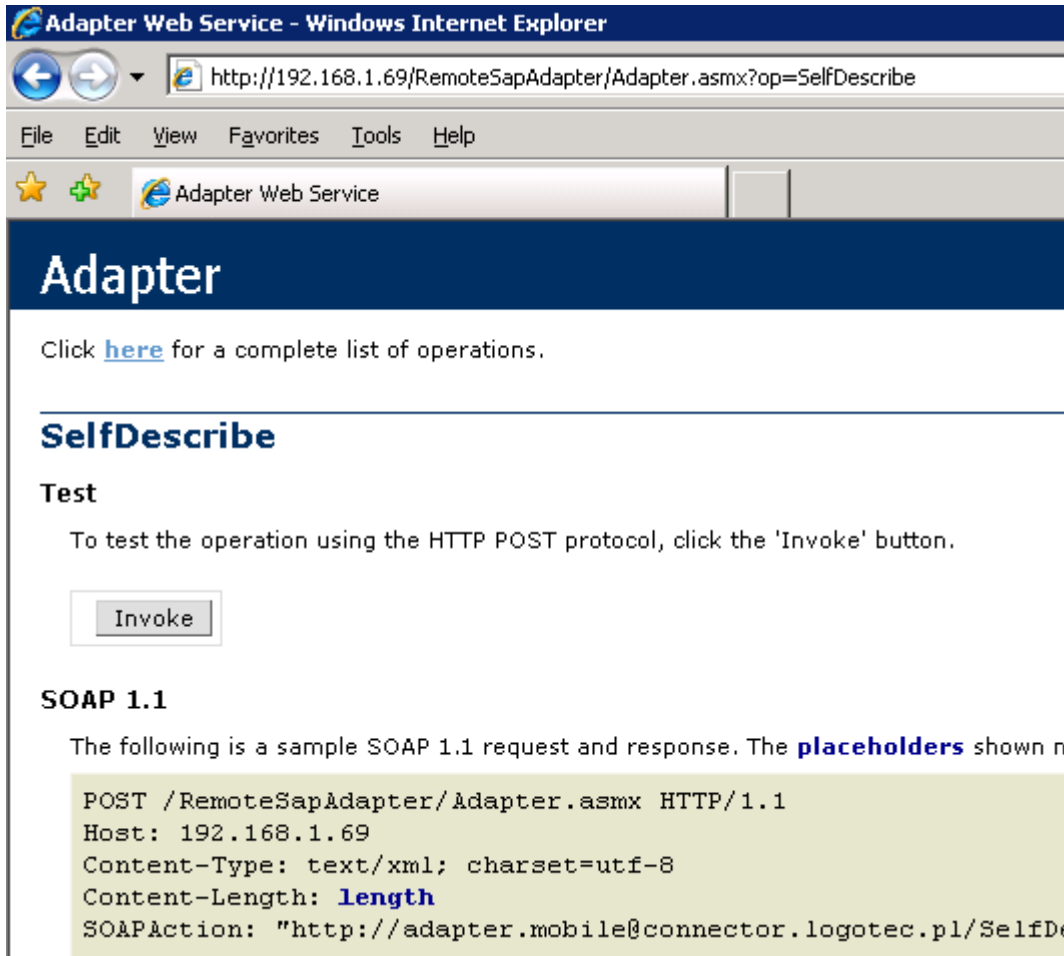 Adapter Web Service - Windows Internet Explorer
http://192.168.1.69/RemoteSapAdapter/Adapter.asmx?op=SelfDescribe
File Edit View Favorites Tools Help
Adapter Web Service
Adapter
Click here for a complete list of operations.
SelfDescribe
Test
To test the operation using the HTTP POST protocol, click the 'Invoke' button.
Invoke
SOAP 1.1
The following is a sample SOAP 1.1 request and response. The placeholders shown
POST /RemoteSapAdapter/Adapter.asmx HTTP/1.1
Host: 192.168.1.69
Content-Type: text/xml; charset=utf-8
Content-Length: length
SOAPAction: "http://adapter.mobile@connector.logotec.pl/SelfDe